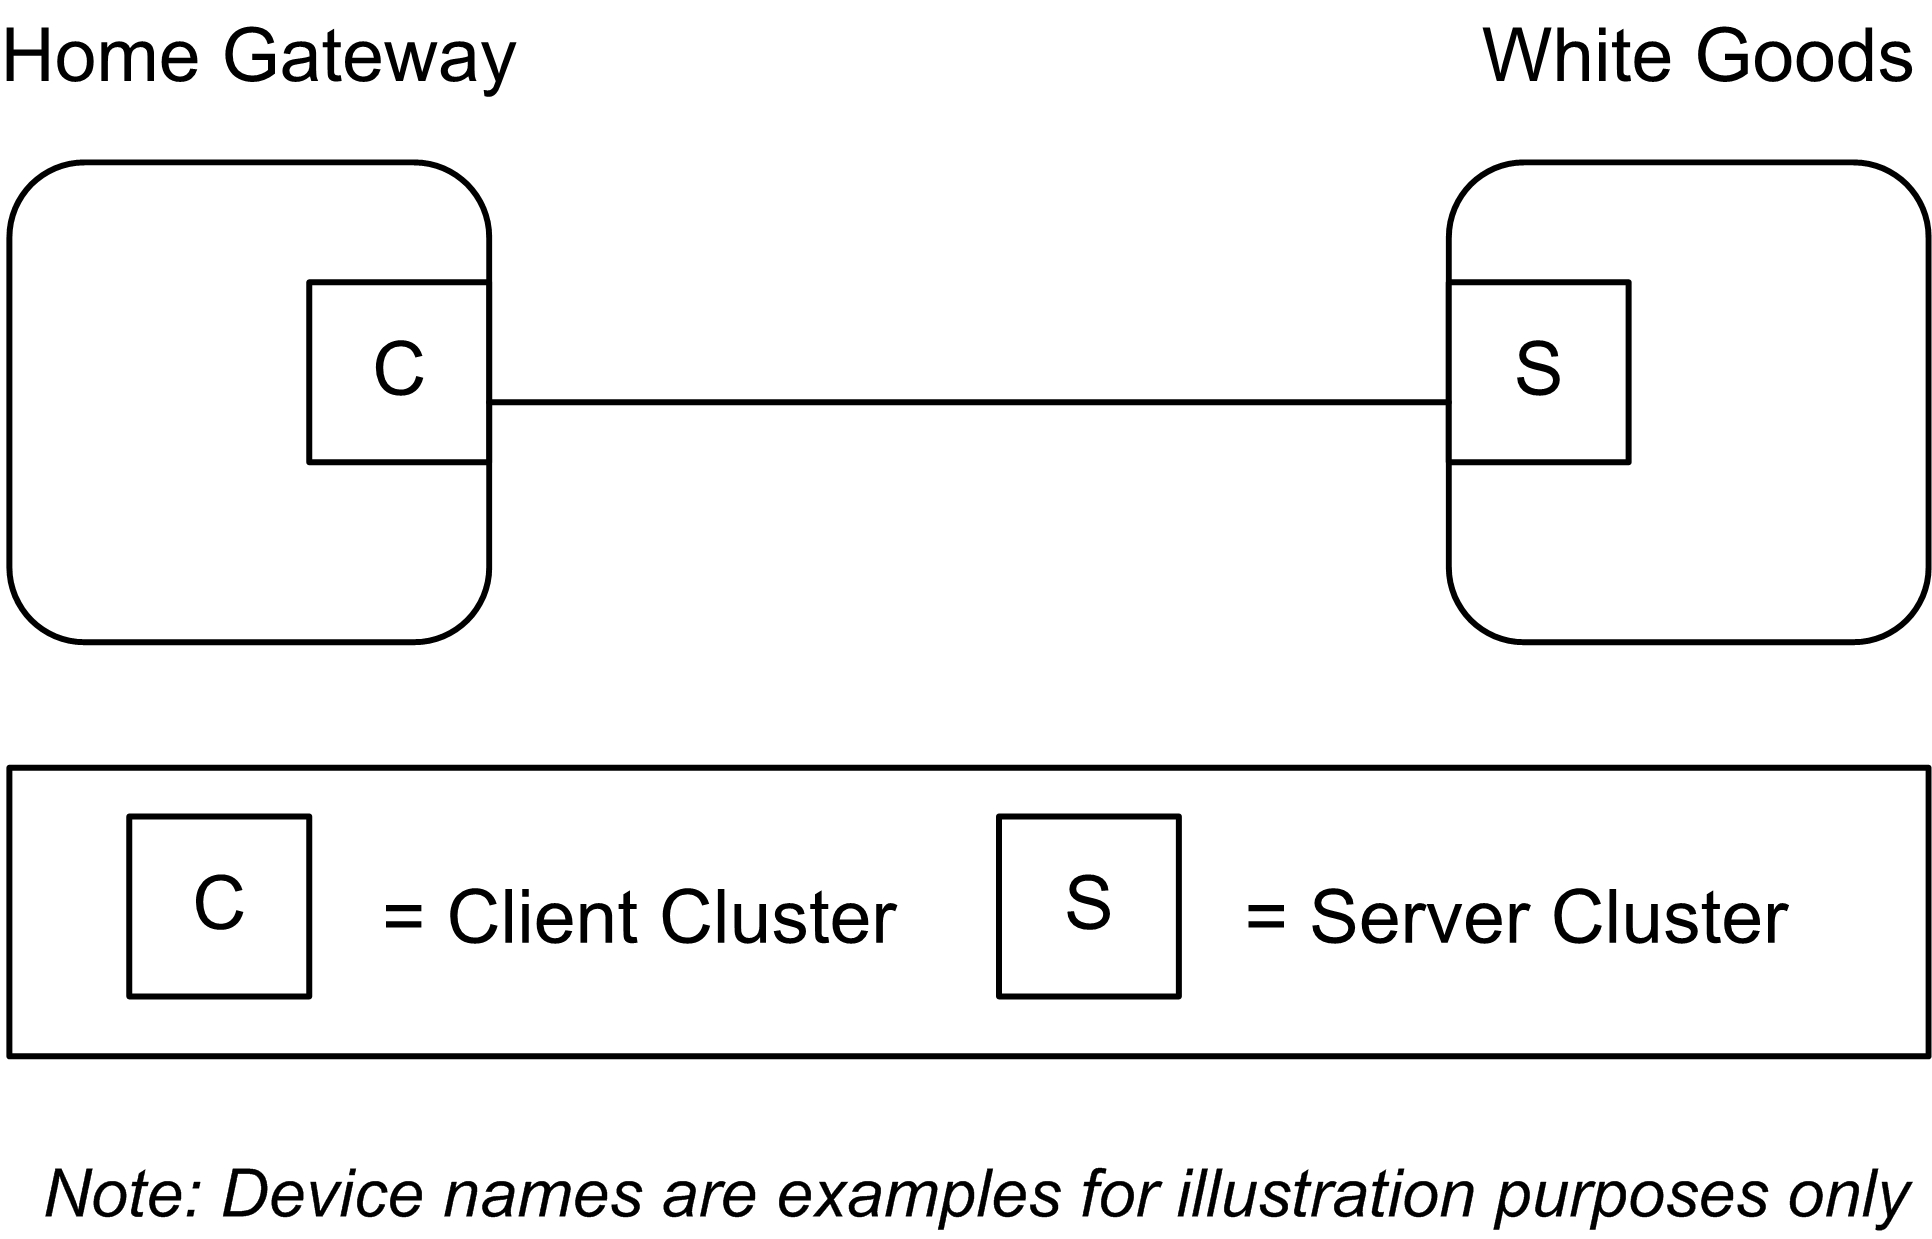 Home Gateway
White Goods
C
S
C = Client Cluster
S = Server Cluster
Note: Device names are examples for illustration purposes only